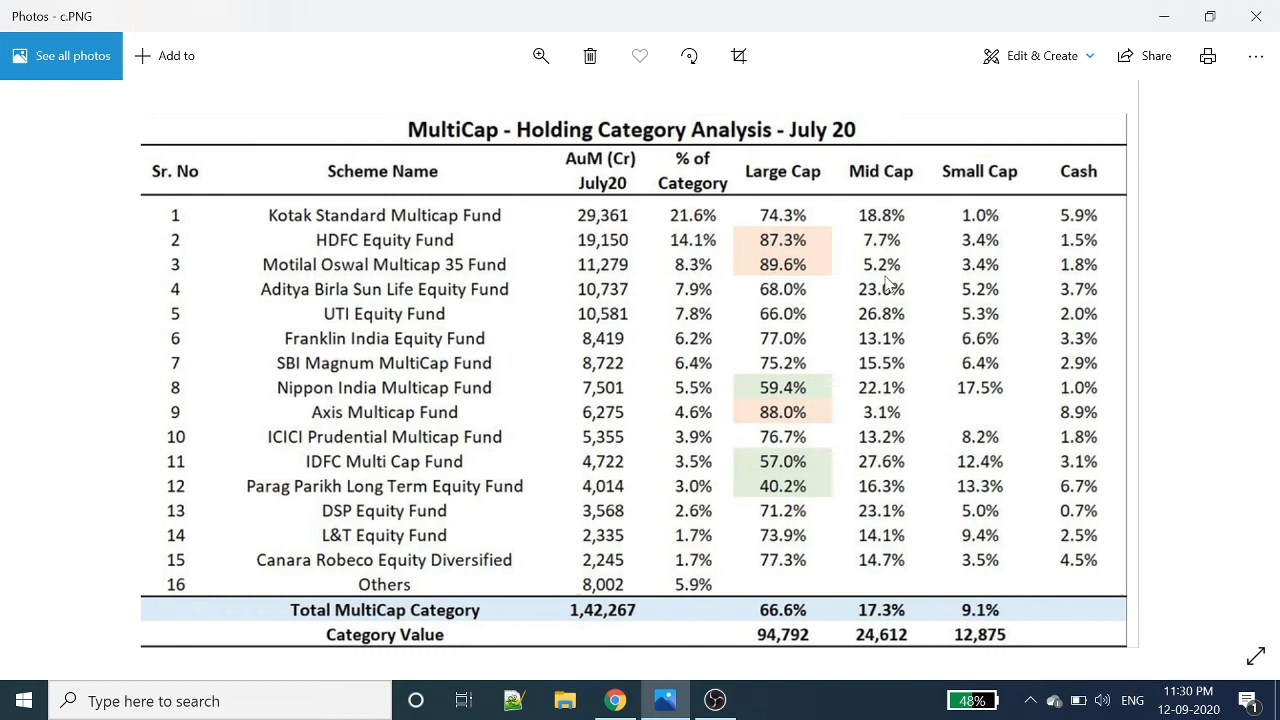 Photos - c.PNG
See all photos
Add to
Edit & Create
Share
MultiCap - Holding Category Analysis - July 20
Sr. No Scheme Name AuM (Cr) July20 % of Category Large Cap Mid Cap Small Cap Cash
1 Kotak Standard Multicap Fund 29,361 21.6% 74.3% 18.8% 1.0% 5.9%
2 HDFC Equity Fund 19,150 14.1% 87.3% 7.7% 3.4% 1.5%
3 Motilal Oswal Multicap 35 Fund 11,279 8.3% 89.6% 5.2% 3.4% 1.8%
4 Aditya Birla Sun Life Equity Fund 10,737 7.9% 68.0% 5.2% 3.7%
5 UTI Equity Fund 10,581 7.8% 66.0% 26.8% 5.3% 2.0%
6 Franklin India Equity Fund 8,419 6.2% 77.0% 13.1% 6.6% 3.3%
7 SBI Magnum MultiCap Fund 8,722 6.4% 75.2% 15.5% 6.4% 2.9%
8 Nippon India Multicap Fund 7,501 5.5% 59.4% 22.1% 17.5% 1.0%
9 Axis Multicap Fund 6,275 4.6% 88.0% 3.1% 8.9%
10 ICICI Prudential Multicap Fund 5,355 3.9% 76.7% 13.2% 8.2% 1.8%
11 IDFC Multi Cap Fund 4,722 3.5% 57.0% 27.6% 12.4% 3.1%
12 Parag Parikh Long Term Equity Fund 4,014 3.0% 40.2% 16.3% 13.3% 6.7%
13 DSP Equity Fund 3,568 2.6% 71.2% 23.1% 5.0% 0.7%
14 L&T Equity Fund 2,335 1.7% 73.9% 14.1% 9.4% 2.5%
15 Canara Robeco Equity Diversified 2,245 1.7% 77.3% 14.7% 3.5% 4.5%
16 Others 8,002 5.9%
Total MultiCap Category 1,42,267 66.6% 17.3% 9.1%
Category Value 94,792 24,612 12,875
Type here to search
48%
ENG
11:30 PM
12-09-2020
1